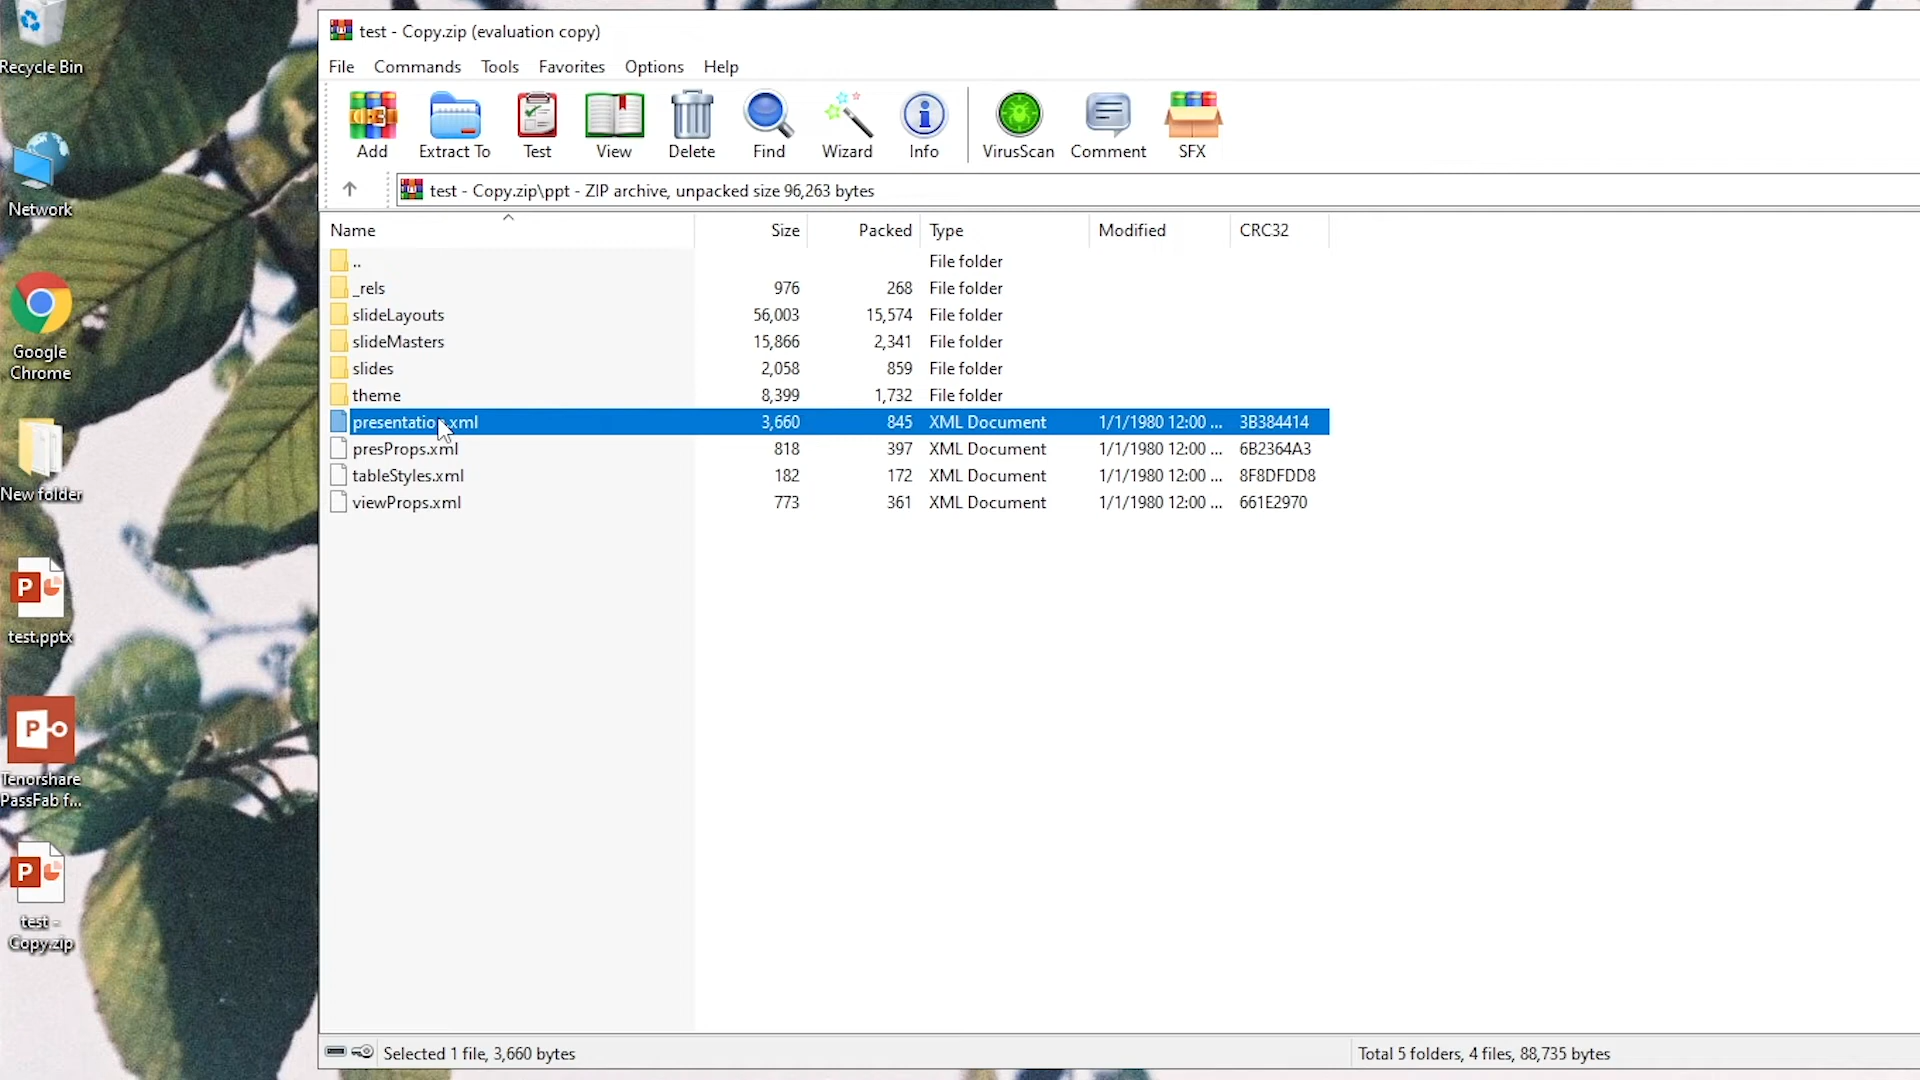 Recycle Bin
Network
Google
Chrome
New folder
test.pptx
Tenorshare
PassFab f...
test -
Copy.zip
test - Copy.zip (evaluation copy)
File Commands Tools Favorites Options Help
Add Extract To Test View Delete Find Wizard Info VirusScan Comment SFX
test - Copy.zip\ppt - ZIP archive, unpacked size 96,263 bytes
Name Size Packed Type Modified CRC32
.. File folder
_rels 976 268 File folder
slideLayouts 56,003 15,574 File folder
slideMasters 15,866 2,341 File folder
slides 2,058 859 File folder
theme 8,399 1,732 File folder
presentation.xml 3,660 845 XML Document 1/1/1980 12:00 ... 3B384414
presProps.xml 818 397 XML Document 1/1/1980 12:00 ... 6B2364A3
tableStyles.xml 182 172 XML Document 1/1/1980 12:00 ... 8F8DFDD8
viewProps.xml 773 361 XML Document 1/1/1980 12:00 ... 661E2970
Selected 1 file, 3,660 bytes
Total 5 folders, 4 files, 88,735 bytes